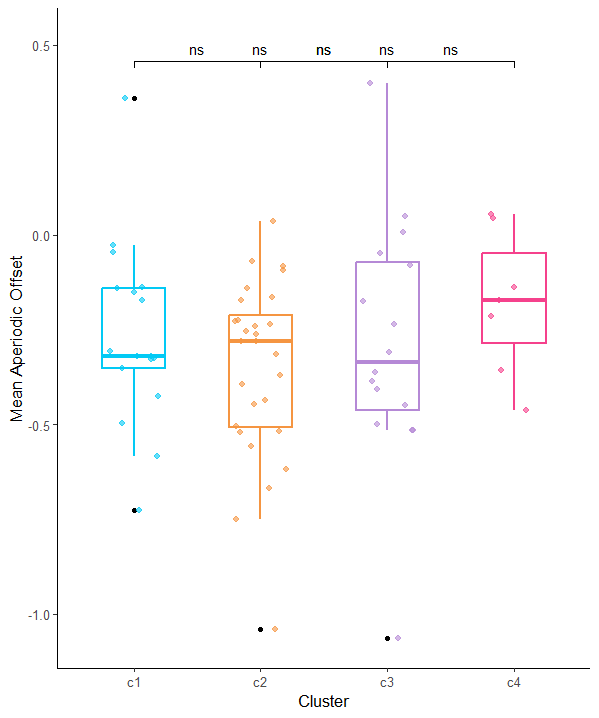 ns ns ns ns ns
0.5
0.0
-0.5
-1.0
Mean Aperiodic Offset
c1 c2 c3 c4
Cluster